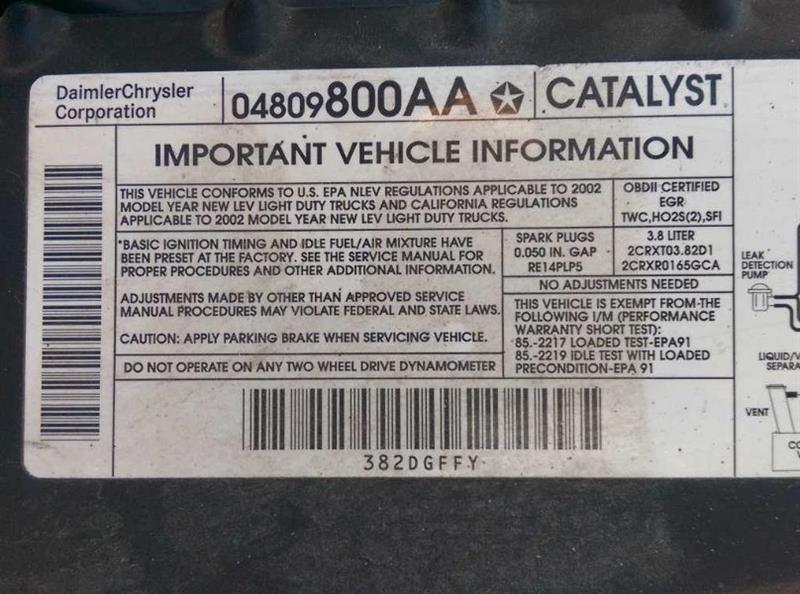 DaimlerChrysler
Corporation
04809800AA
CATALYST
IMPORTANT VEHICLE INFORMATION
THIS VEHICLE CONFORMS TO U.S. EPA NLEV REGULATIONS APPLICABLE TO 2002
MODEL YEAR NEW LEV LIGHT DUTY TRUCKS AND CALIFORNIA REGULATIONS
APPLICABLE TO 2002 MODEL YEAR NEW LEV LIGHT DUTY TRUCKS.
OBDII CERTIFIED
EGR
TWC,HO2S(2),SFI
*BASIC IGNITION TIMING AND IDLE FUEL/AIR MIXTURE HAVE
BEEN PRESET AT THE FACTORY. SEE THE SERVICE MANUAL FOR
PROPER PROCEDURES AND OTHER ADDITIONAL INFORMATION.
ADJUSTMENTS MADE BY OTHER THAN APPROVED SERVICE
MANUAL PROCEDURES MAY VIOLATE FEDERAL AND STATE LAWS.
CAUTION: APPLY PARKING BRAKE WHEN SERVICING VEHICLE.
DO NOT OPERATE ON ANY TWO WHEEL DRIVE DYNAMOMETER
SPARK PLUGS
0.050 IN. GAP
RE14PLP5
3.8 LITER
2CRXT03.82D1
2CRXR0165GCA
NO ADJUSTMENTS NEEDED
THIS VEHICLE IS EXEMPT FROM-THE
FOLLOWING I/M (PERFORMANCE
WARRANTY SHORT TEST):
85.-2217 LOADED TEST-EPA91
85.-2219 IDLE TEST WITH LOADED
PRECONDITION-EPA 91
382DGFFY
LEAK
DETECTION
PUMP
LIQUID/
SEPARA
VENT